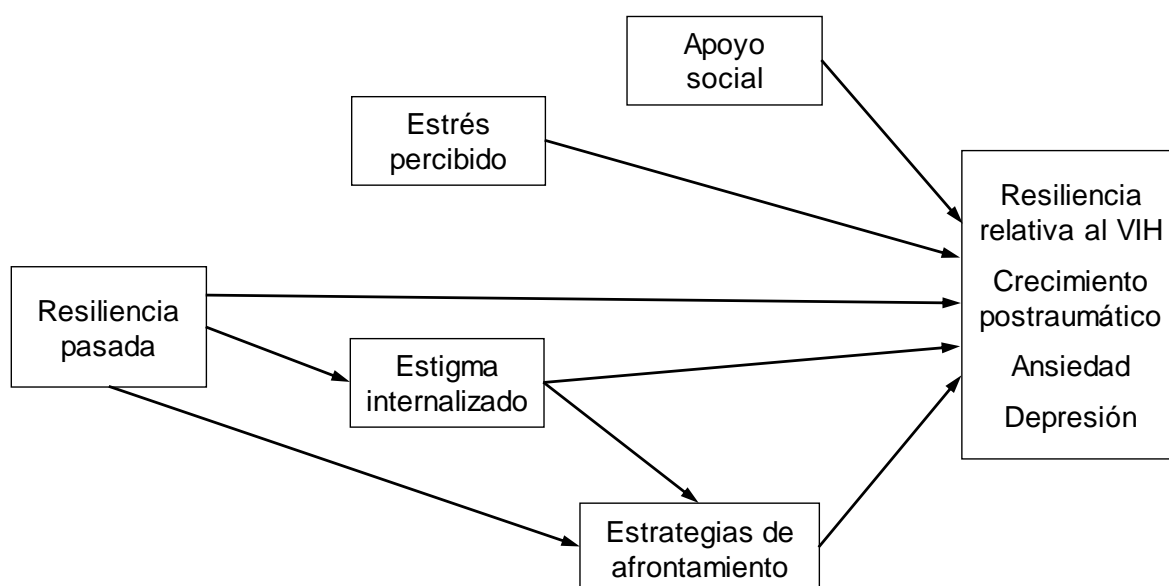 Apoyo
social
Estrés
percibido
Resiliencia
relativa al VIH
Crecimiento
postraumático
Ansiedad
Depresión
Resiliencia
pasada
Estigma
internalizado
Estrategias de
afrontamiento